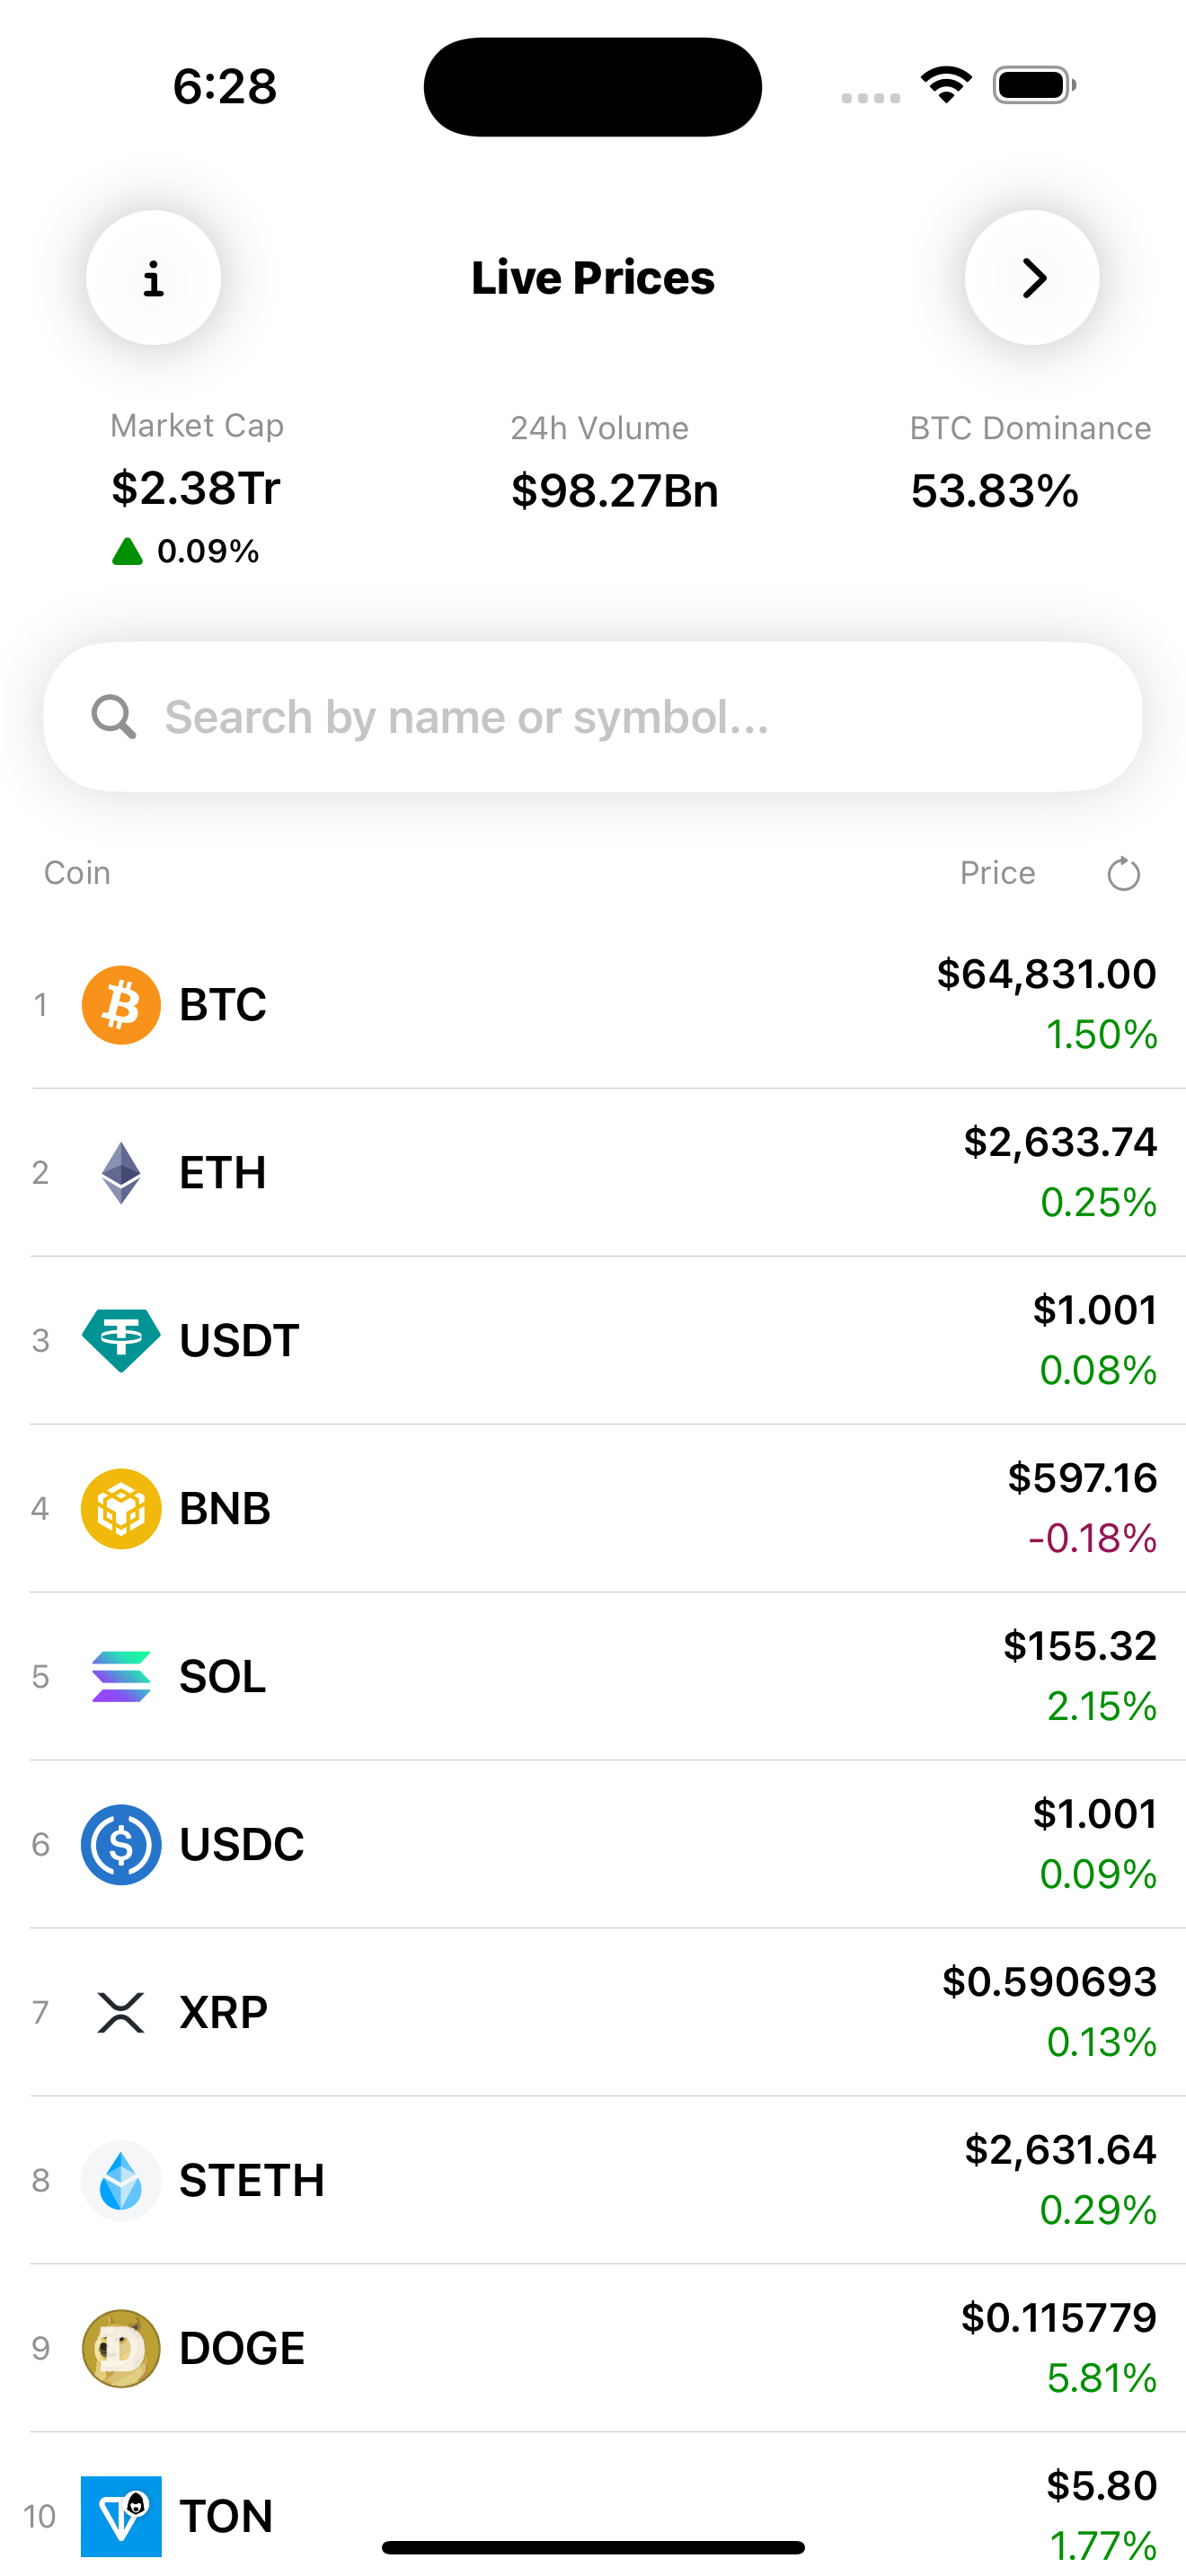 6:28
i
Live Prices
Market Cap
24h Volume
BTC Dominance
$2.38Tr
$98.27Bn
53.83%
0.09%
Search by name or symbol...
Coin
Price
1
BTC
$64,831.00
1.50%
2
ETH
$2,633.74
0.25%
3
USDT
$1.001
0.08%
4
BNB
$597.16
-0.18%
5
SOL
$155.32
2.15%
6
USDC
$1.001
0.09%
7
XRP
$0.590693
0.13%
8
STETH
$2,631.64
0.29%
9
DOGE
$0.115779
5.81%
10
TON
$5.80
1.77%